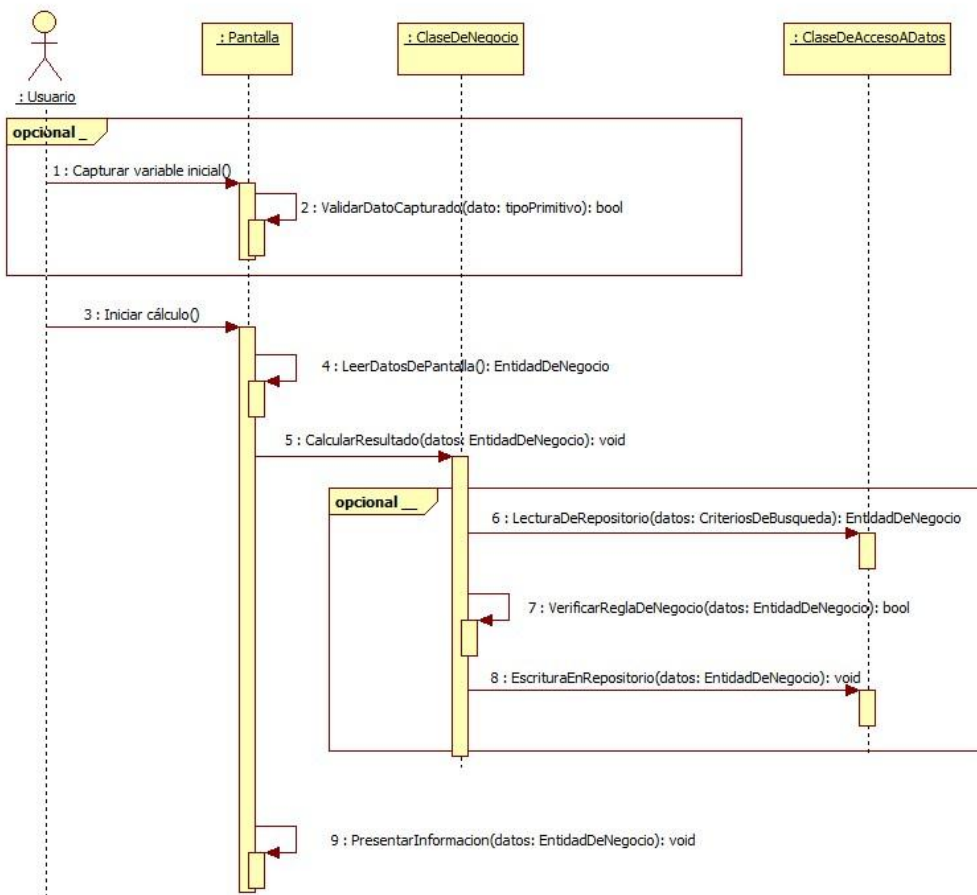 : Pantalla
: ClaseDeNegocio
: ClaseDeAccesoADatos
: Usuario
opcional _
1 : Capturar variable inicial()
2 : ValidarDatoCapturado(dato: tipoPrimitivo): bool
3 : Iniciar cálculo()
4 : LeerDatosDePantalla(): EntidadDeNegocio
5 : CalcularResultado(datos: EntidadDeNegocio): void
opcional __
6 : LecturaDeRepositorio(datos: CriteriosDeBusqueda): EntidadDeNegocio
7 : VerificarReglaDeNegocio(datos: EntidadDeNegocio): bool
8 : EscrituraEnRepositorio(datos: EntidadDeNegocio): void
9 : PresentarInformacion(datos: EntidadDeNegocio): void